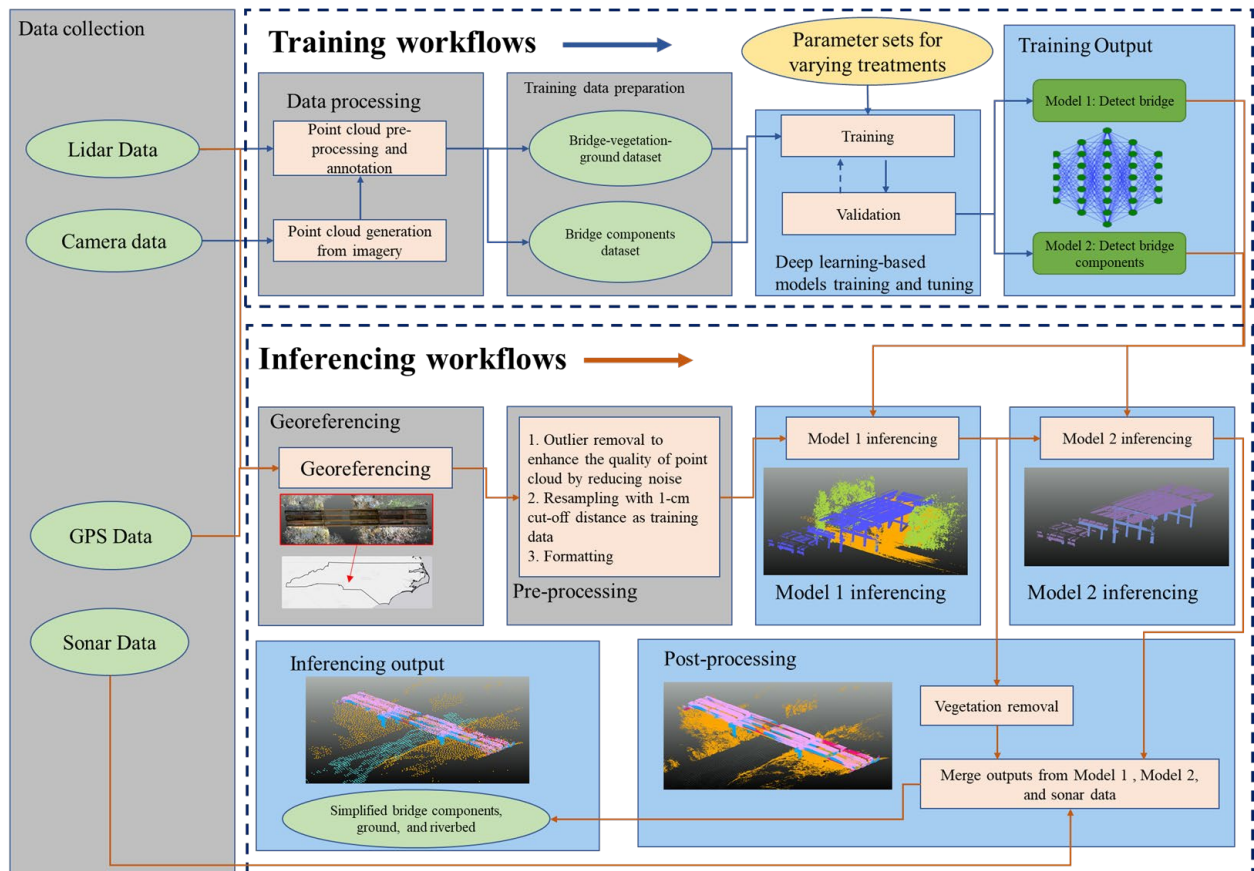 Data collection
Lidar Data
Camera data
GPS Data
Sonar Data
Training workflows
Data processing
Point cloud pre-
processing and
annotation
Point cloud generation
from imagery
Training data preparation
Bridge-vegetation-
ground dataset
Bridge components
dataset
Parameter sets for
varying treatments
Training
Validation
Deep learning-based
models training and tuning
Training Output
Model 1: Detect bridge
Model 2: Detect bridge
components
Inferencing workflows
Georeferencing
Georeferencing
1. Outlier removal to
enhance the quality of point
cloud by reducing noise
2. Resampling with 1-cm
cut-off distance as training
data
3. Formatting
Pre-processing
Model 1 inferencing
Model 1 inferencing
Model 2 inferencing
Model 2 inferencing
Inferencing output
Simplified bridge components,
ground, and riverbed
Post-processing
Vegetation removal
Merge outputs from Model 1 , Model 2,
and sonar data